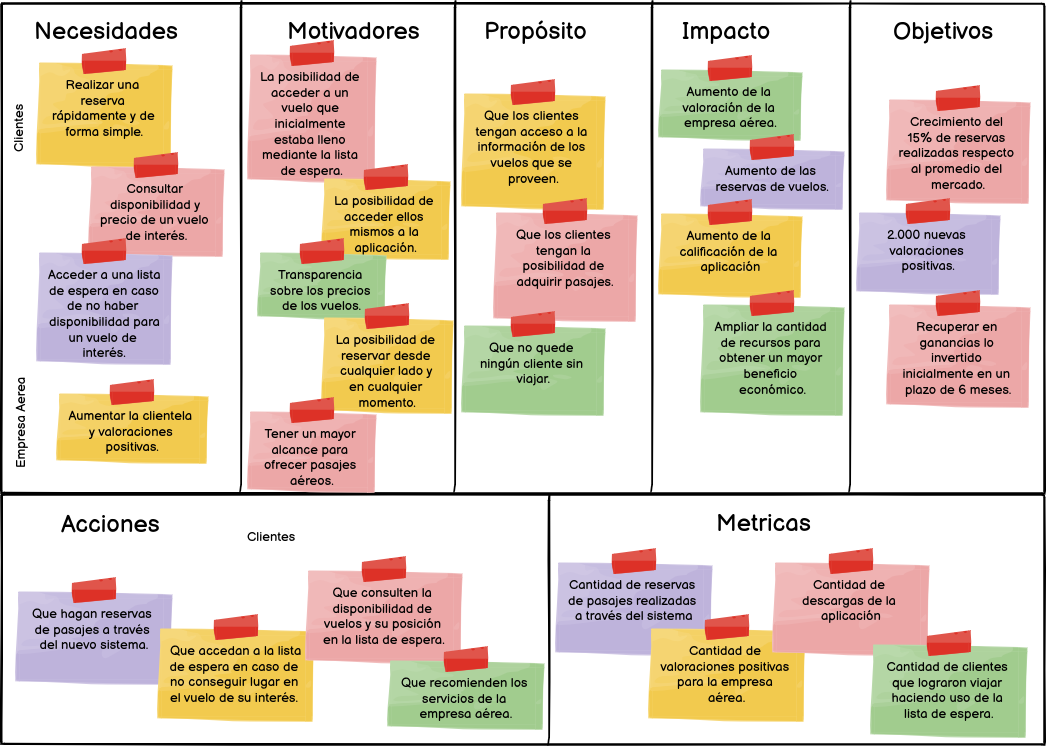 Necesidades
Clientes
Realizar una
reserva
rápidamente y de
forma simple.
Consultar
disponibilidad y
precio de un vuelo
de interés.
Acceder a una lista
de espera en caso
de no haber
disponibilidad para
un vuelo de
interés.
Empresa Aerea
Aumentar la clientela
y valoraciones
positivas.
Motivadores
La posibilidad de
acceder a un
vuelo que
inicialmente
estaba lleno
mediante la lista
de espera.
La posibilidad de
acceder ellos
mismos a la
aplicación.
Transparencia
sobre los precios
de los vuelos.
La posibilidad de
reservar desde
cualquier lado y
en cualquier
momento.
Tener un mayor
alcance para
ofrecer pasajes
aéreos.
Propósito
Que los clientes
tengan acceso a la
información de los
vuelos que se
proveen.
Que los clientes
tengan la
posibilidad de
adquirir pasajes.
Que no quede
ningún cliente sin
viajar.
Impacto
Aumento de la
valoración de la
empresa aérea.
Aumento de las
reservas de vuelos.
Aumento de la
calificación de la
aplicación
Ampliar la cantidad
de recursos para
obtener un mayor
beneficio
económico.
Objetivos
Crecimiento del
15% de reservas
realizadas respecto
al promedio del
mercado.
2.000 nuevas
valoraciones
positivas.
Recuperar en
ganancias lo
invertido
inicialmente en un
plazo de 6 meses.
Acciones
Clientes
Que hagan reservas
de pasajes a través
del nuevo sistema.
Que accedan a la lista
de espera en caso de
no conseguir lugar en
el vuelo de su interés.
Que consulten la
disponibilidad de
vuelos y su posición
en la lista de espera.
Que recomienden los
servicios de la
empresa aérea.
Metricas
Cantidad de reservas
de pasajes realizadas
a través del sistema
Cantidad de
valoraciones positivas
para la empresa
aérea.
Cantidad de
descargas de la
aplicación
Cantidad de clientes
que lograron viajar
haciendo uso de la
lista de espera.